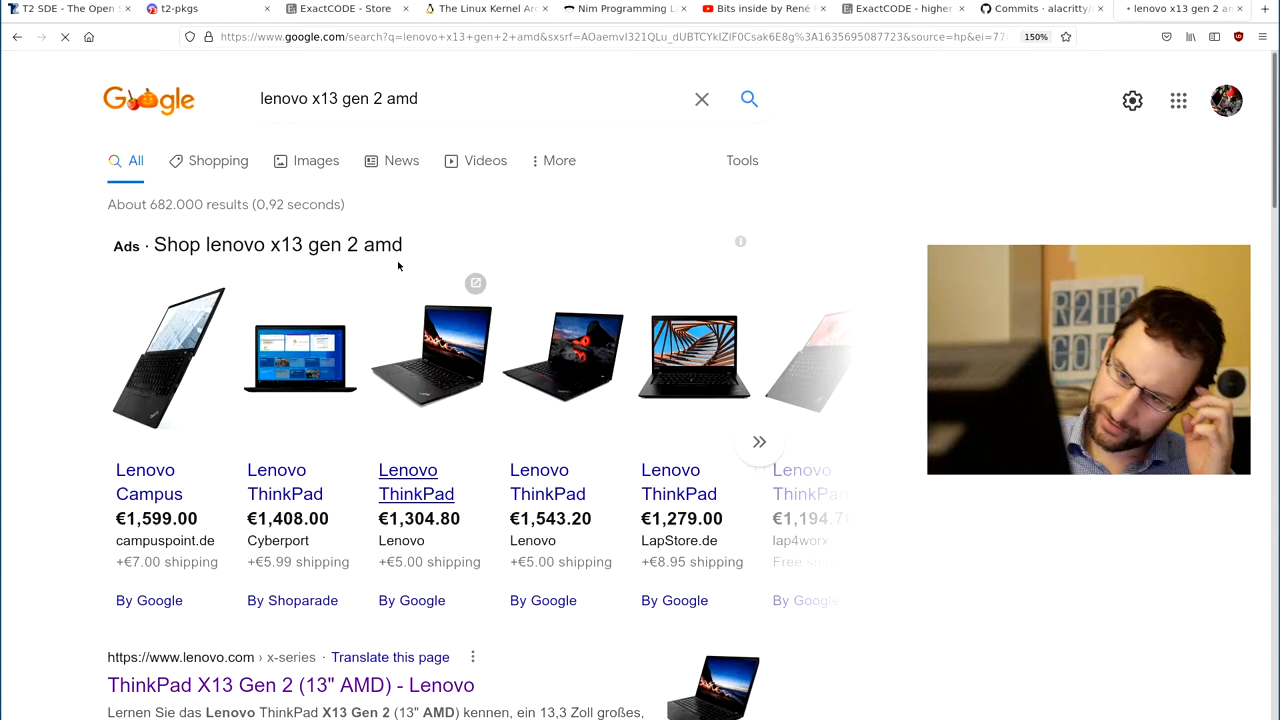 T2 SDE - The Open S
t2-pkgs
ExactCODE - Store
The Linux Kernel Arc
Nim Programming L
Bits inside by René R
ExactCODE - higher
Commits · alacritty/
lenovo x13 gen 2 am
https://www.google.com/search?q=lenovo+x13+gen+2+amd&sxsrf=AOaemvI321QLu_dUBTCYkIZIF0Csak6E8g%3A1635695087723&source=hp&ei=77
150%
Google
lenovo x13 gen 2 amd
All
Shopping
Images
News
Videos
More
Tools
About 682.000 results (0,92 seconds)
Ads · Shop lenovo x13 gen 2 amd
R2T2
Lenovo Campus
€1,599.00
campuspoint.de
+€7.00 shipping
By Google
Lenovo ThinkPad
€1,408.00
Cyberport
+€5.99 shipping
By Shoparade
Lenovo ThinkPad
€1,304.80
Lenovo
+€5.00 shipping
By Google
Lenovo ThinkPad
€1,543.20
Lenovo
+€5.00 shipping
By Google
Lenovo ThinkPad
€1,279.00
LapStore.de
+€8.95 shipping
By Google
Lenovo ThinkPad
€1,194.7
lap4worx
Free shipping
By Google
https://www.lenovo.com › x-series · Translate this page
ThinkPad X13 Gen 2 (13" AMD) - Lenovo
Lernen Sie das Lenovo ThinkPad X13 Gen 2 (13" AMD) kennen, ein 13,3 Zoll großes,